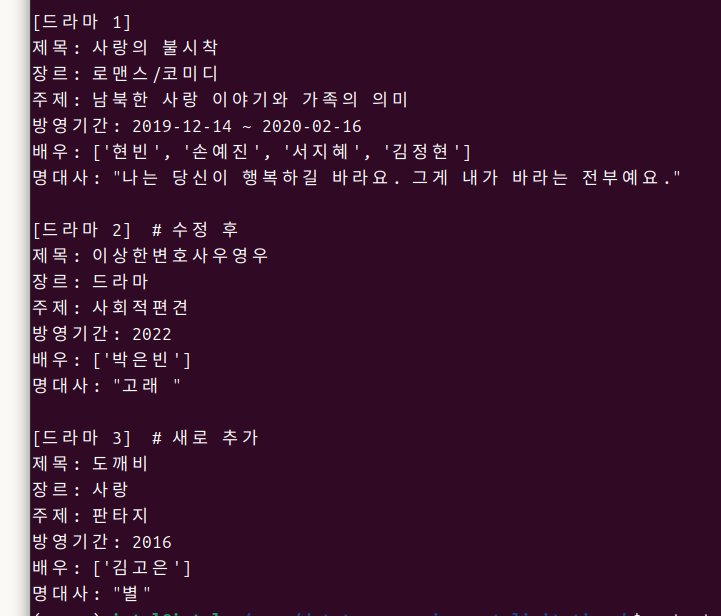 [드라마 1]
제목: 사랑의 불시착
장르: 로맨스/코미디
주제: 남북한 사랑 이야기와 가족의 의미
방영기간: 2019-12-14 ~ 2020-02-16
배우: ['현빈', '손예진', '서지혜', '김정현']
명대사: "나는 당신이 행복하길 바라요. 그게 내가 바라는 전부예요."
[드라마 2]  # 수정 후
제목: 이상한변호사우영우
장르: 드라마
주제: 사회적편견
방영기간: 2022
배우: ['박은빈']
명대사: "고래 "
[드라마 3]  # 새로 추가
제목: 도깨비
장르: 사랑
주제: 판타지
방영기간: 2016
배우: ['김고은']
명대사: "별"